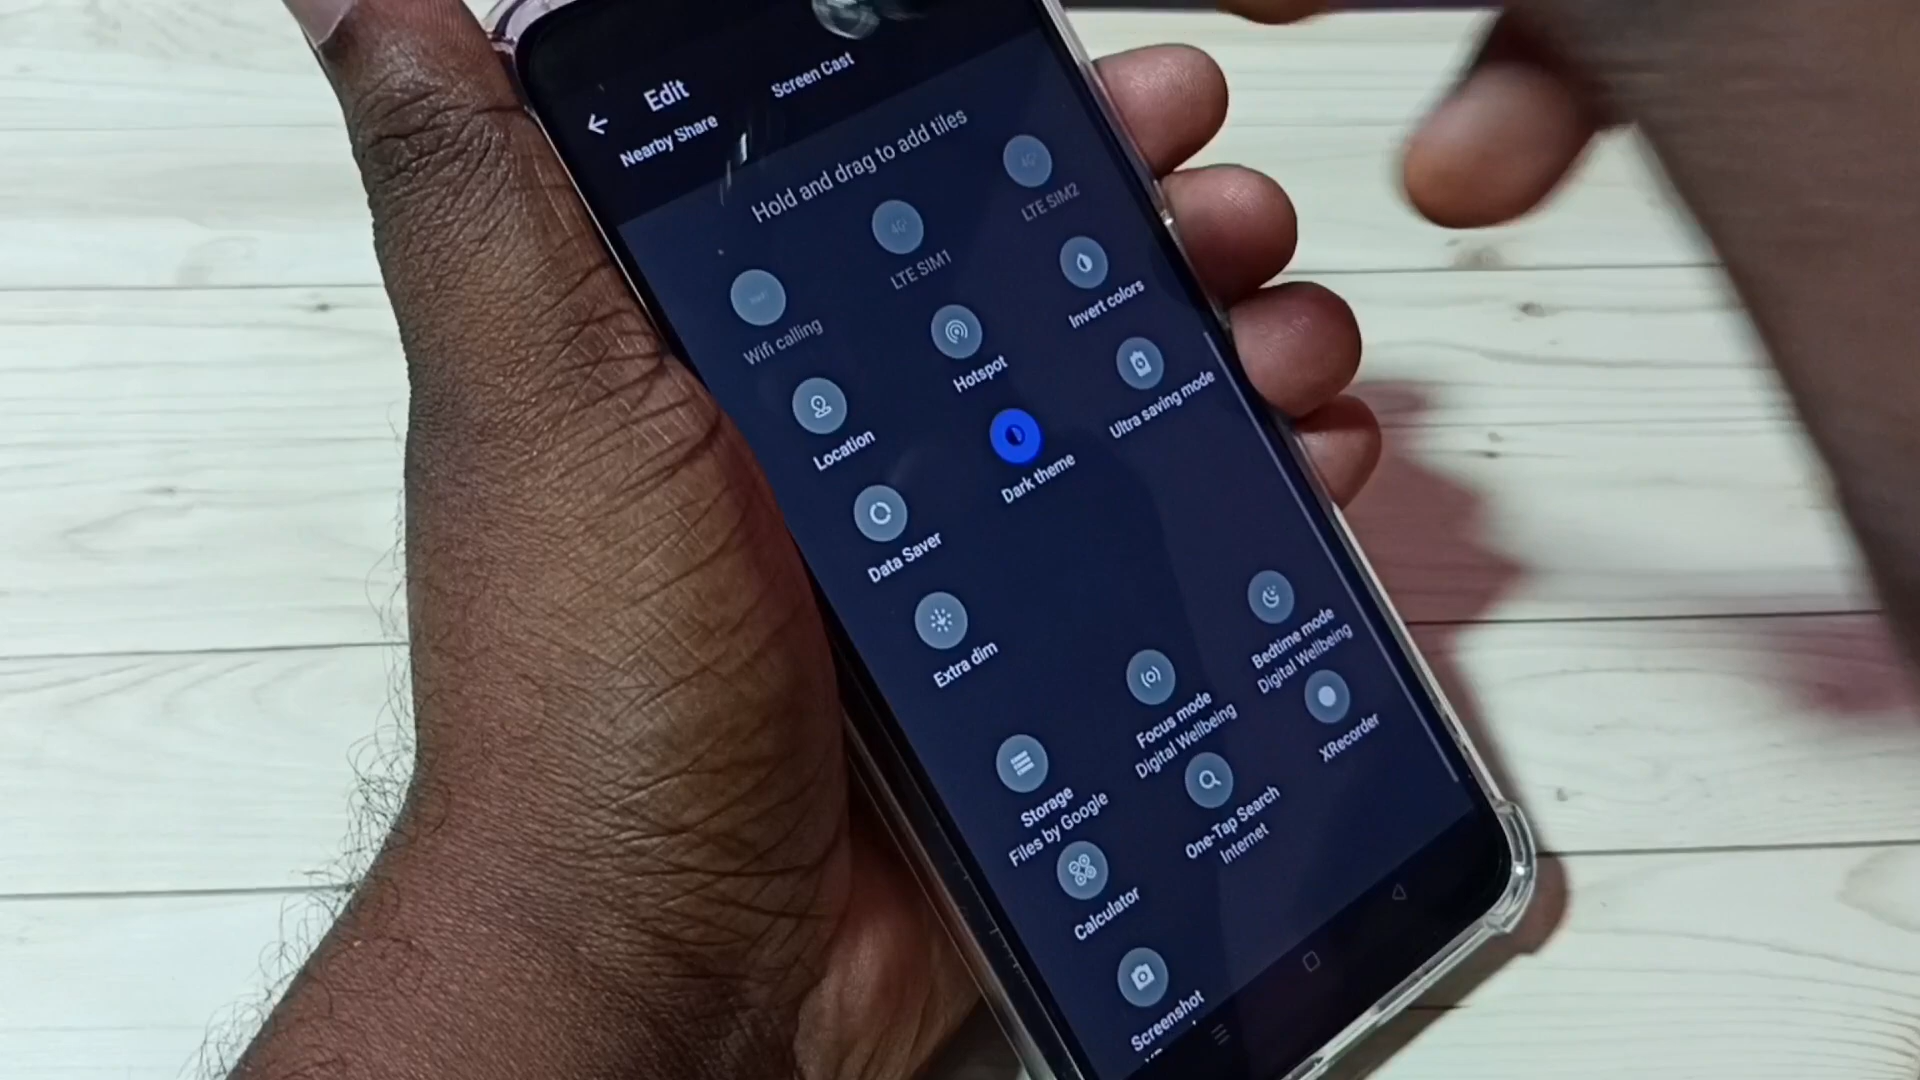 Edit
Nearby Share
Screen Cast
Hold and drag to add tiles
Wifi calling
LTE SIM1
LTE SIM2
Location
Hotspot
Invert colors
Data Saver
Dark theme
Ultra saving mode
Extra dim
Storage
Files by Google
Focus mode
Digital Wellbeing
Bedtime mode
Digital Wellbeing
Calculator
One-Tap Search
Internet
XRecorder
Screenshot